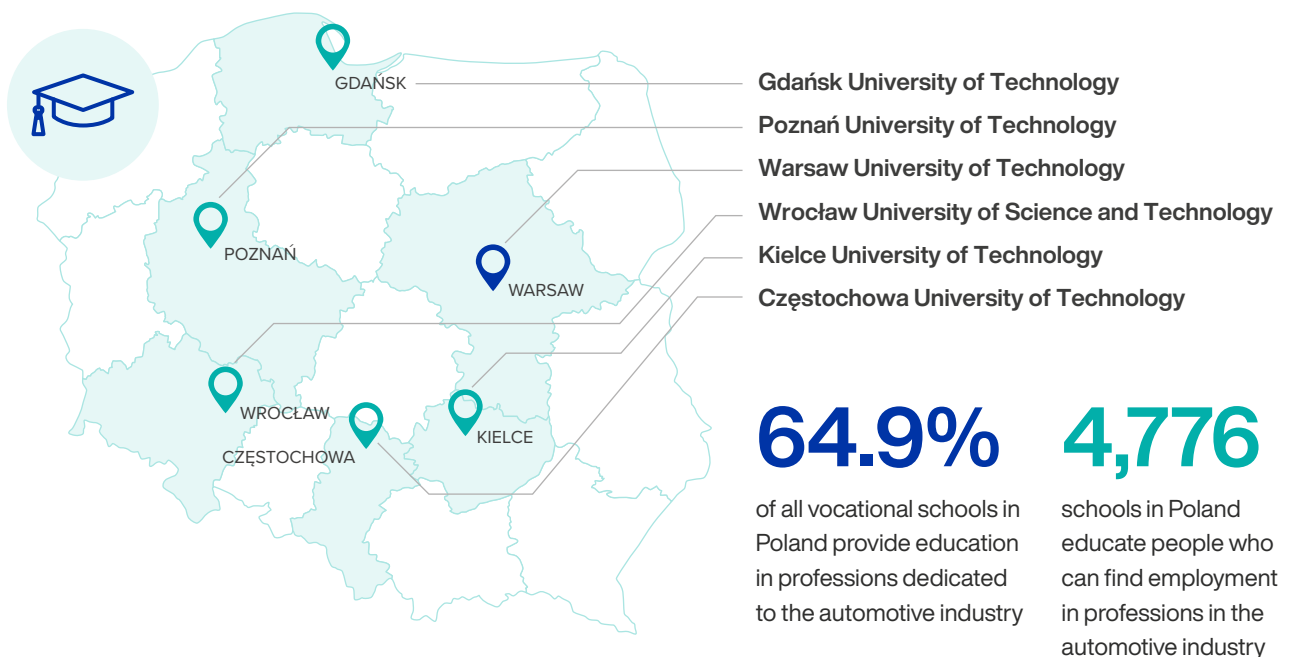 GDAŃSK
POZNAŃ
WARSAW
WROCŁAW
CZĘSTOCHOWA
KIELCE
Gdańsk University of Technology
Poznań University of Technology
Warsaw University of Technology
Wrocław University of Science and Technology
Kielce University of Technology
Częstochowa University of Technology
64.9%
of all vocational schools in
Poland provide education
in professions dedicated
to the automotive industry
4,776
schools in Poland
educate people who
can find employment
in professions in the
automotive industry